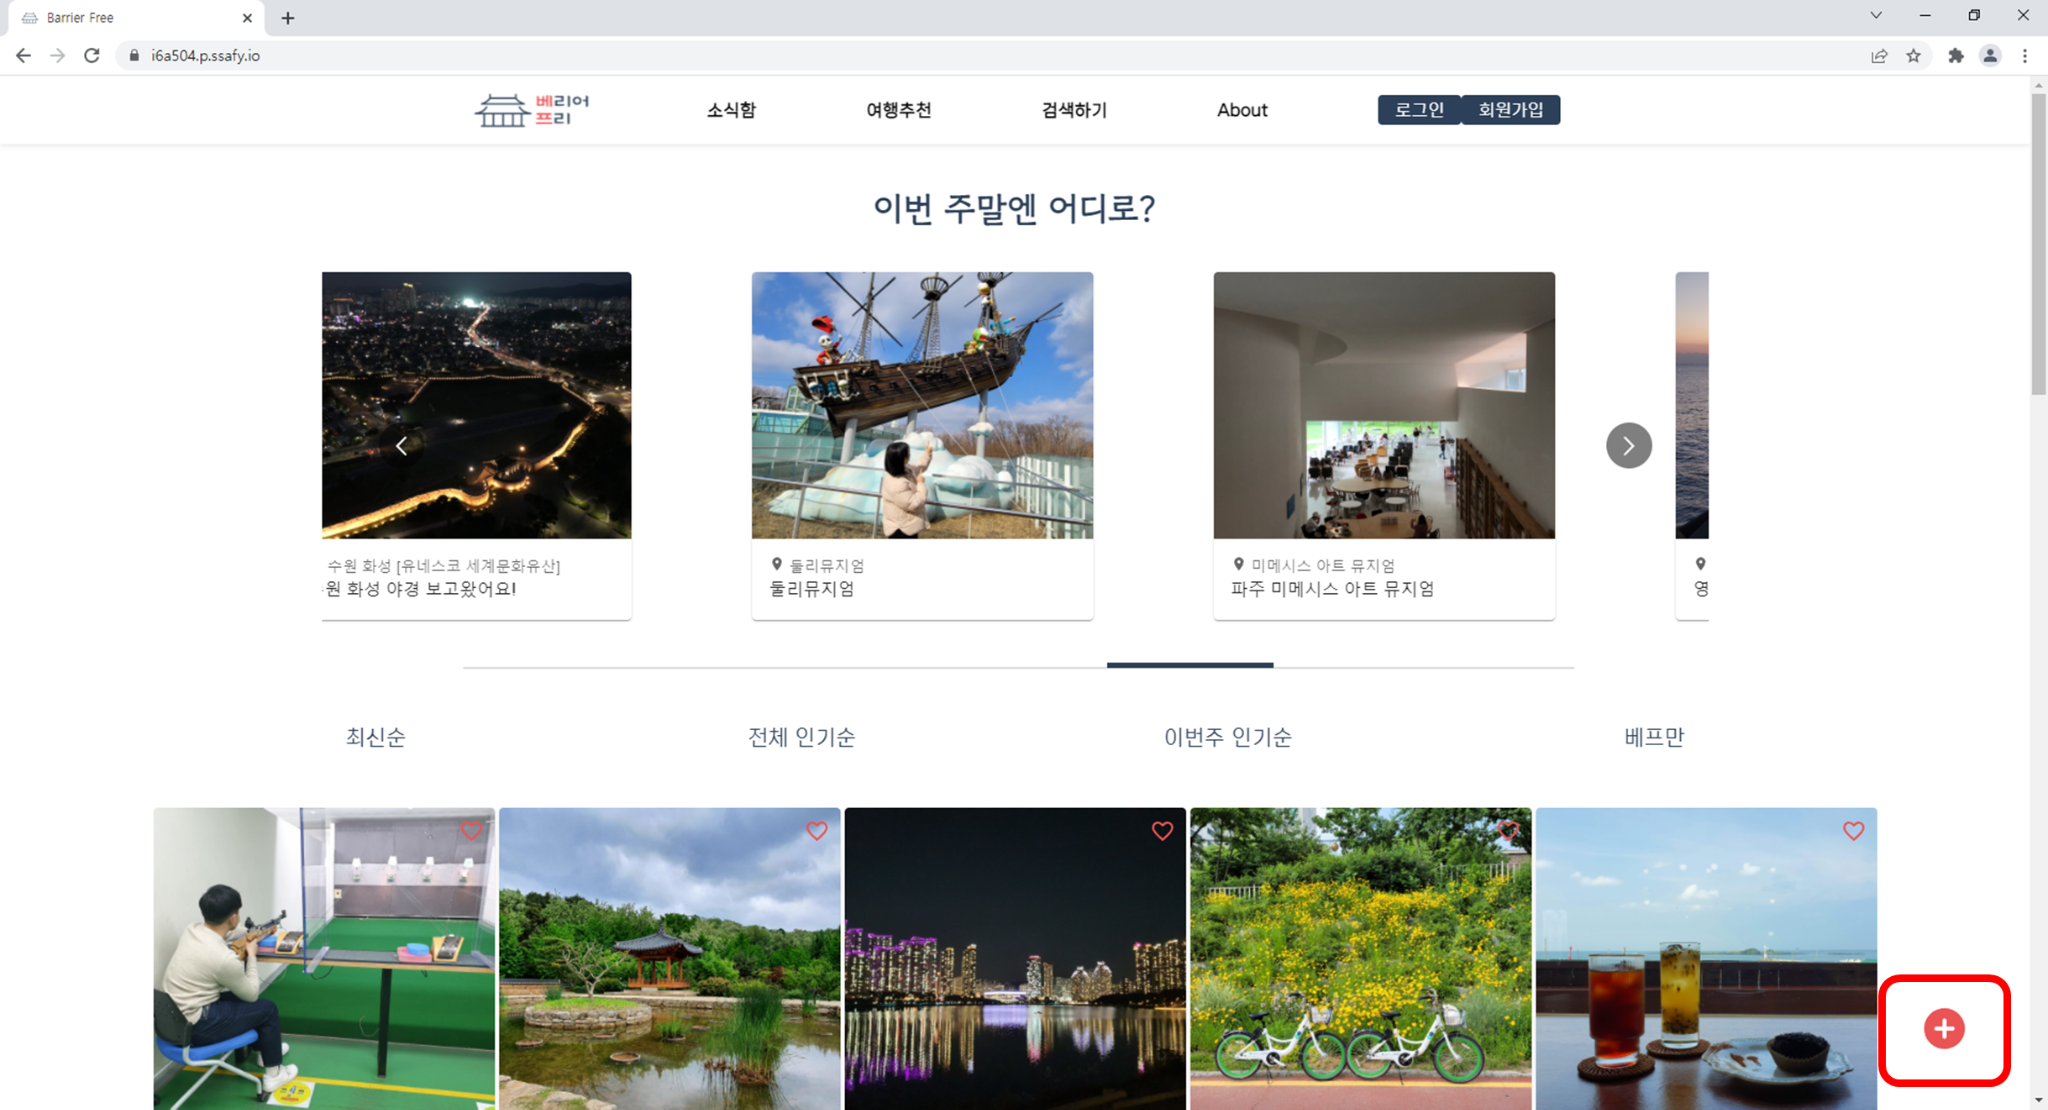 Barrier Free
i6a504.p.ssafy.io
베리어
프리
소식함
여행추천
검색하기
About
로그인
회원가입
이번 주말엔 어디로?
수원 화성 [유네스코 세계문화유산]
원 화성 야경 보고왔어요!
둘리뮤지엄
둘리뮤지엄
미메시스 아트 뮤지엄
파주 미메시스 아트 뮤지엄
영
최신순
전체 인기순
이번주 인기순
베프만